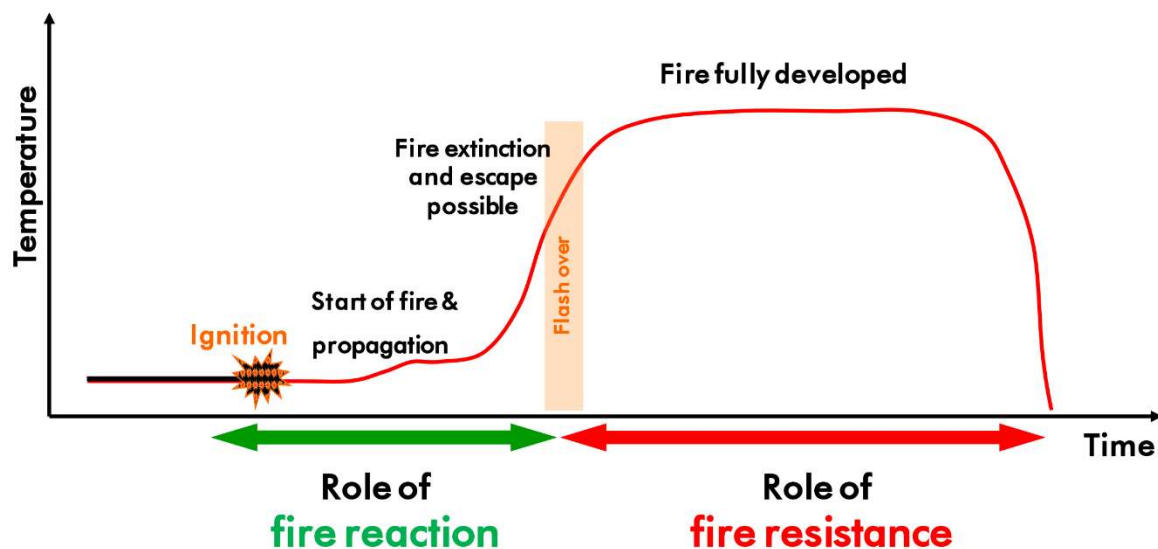 Temperature
Fire fully developed
Fire extinction
and escape
possible
Flash over
Start of fire &
propagation
Ignition
Time
Role of
fire reaction
Role of
fire resistance